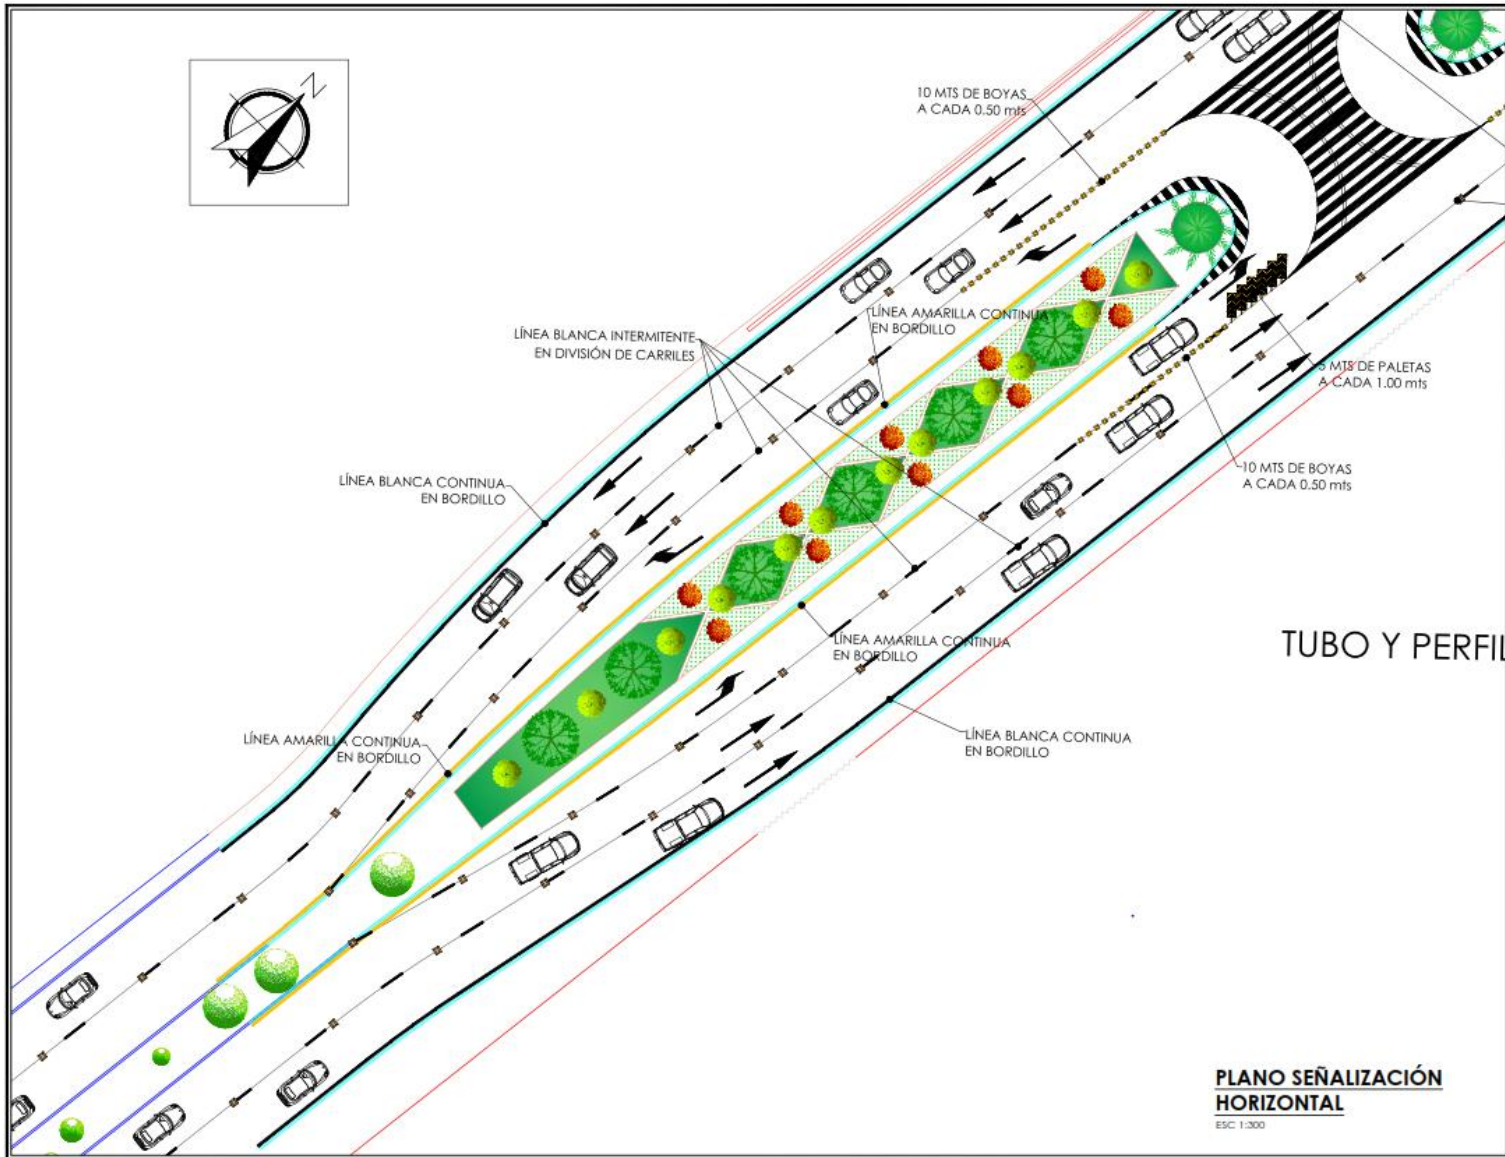 N
10 MTS DE BOYAS
A CADA 0.50 mts
LÍNEA BLANCA INTERMITENTE
EN DIVISIÓN DE CARRILES
LÍNEA AMARILLA CONTINUA
EN BORDILLO
5 MTS DE PALETAS
A CADA 1.00 mts
LÍNEA BLANCA CONTINUA
EN BORDILLO
10 MTS DE BOYAS
A CADA 0.50 mts
LÍNEA AMARILLA CONTINUA
EN BORDILLO
TUBO Y PERFIL
LÍNEA AMARILLA CONTINUA
EN BORDILLO
LÍNEA BLANCA CONTINUA
EN BORDILLO
PLANO SEÑALIZACIÓN
HORIZONTAL
ESC 1:300